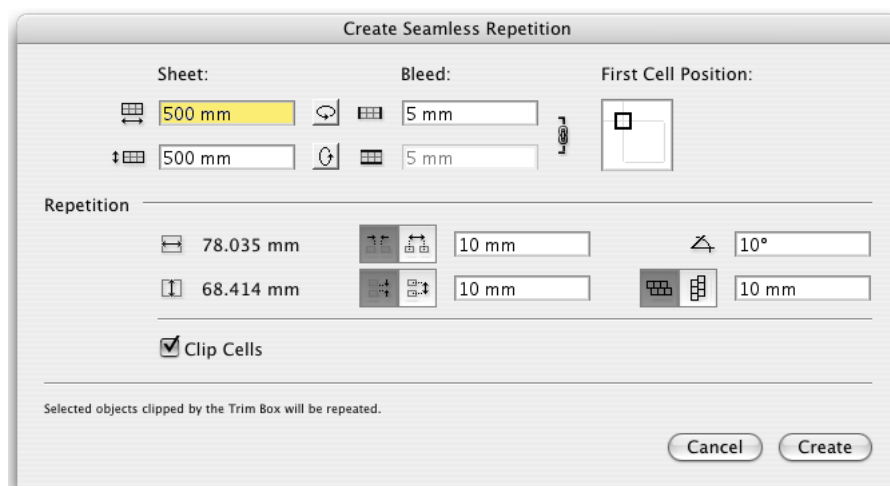 Create Seamless Repetition
Sheet: Bleed: First Cell Position:
500 mm 5 mm
500 mm 5 mm
Repetition
78.035 mm 10 mm 10°
68.414 mm 10 mm 10 mm
Clip Cells
Selected objects clipped by the Trim Box will be repeated.
Cancel Create